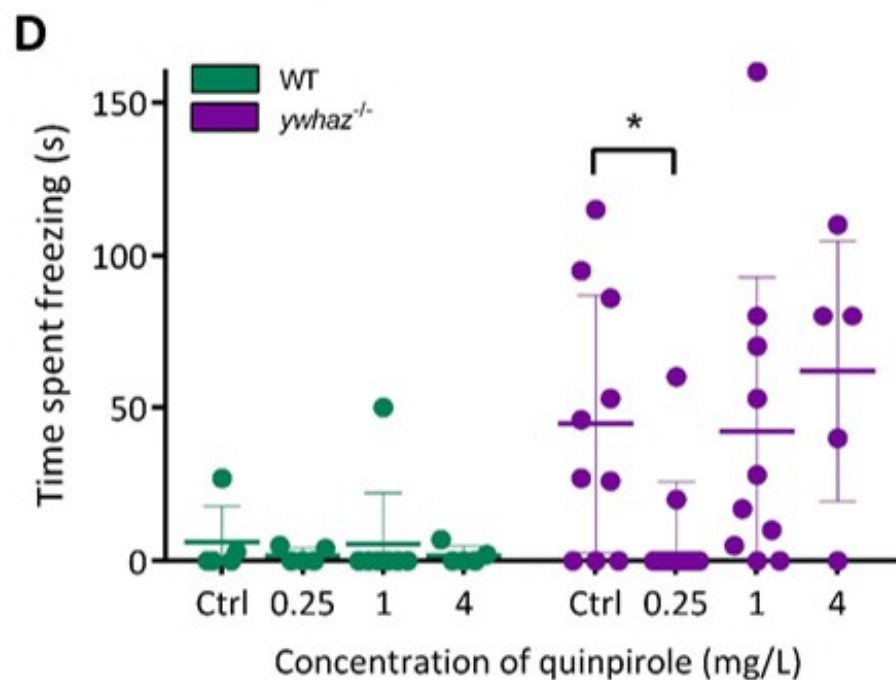 D
WT
ywhaz-/-
Time spent freezing (s)
150
100
50
0
*
Ctrl 0.25 1 4 Ctrl 0.25 1 4
Concentration of quinpirole (mg/L)